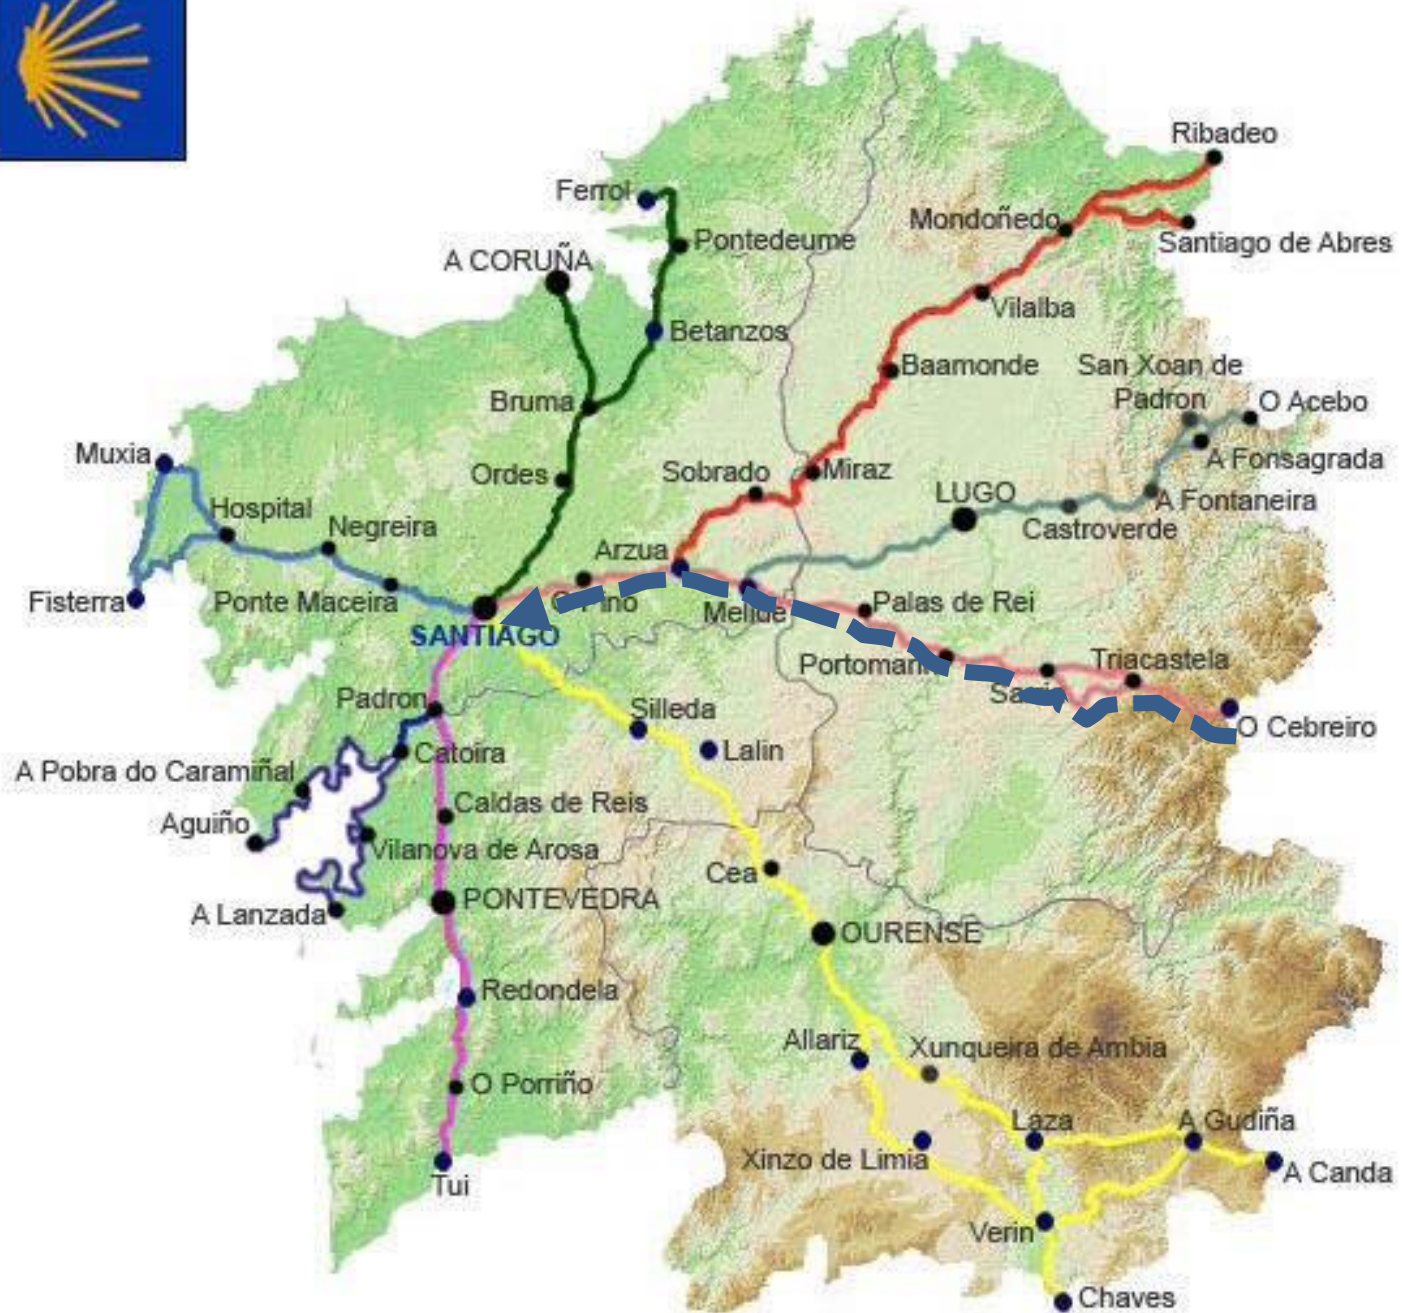 Ribadeo
Ferrol
Mondoñedo
Pontedeume
Santiago de Abres
A CORUÑA
Vilalba
Betanzos
Baamonde
San Xoan de
Padron
O Acebo
Bruma
Muxia
A Fonsagrada
Ordes
Sobrado
Miraz
LUGO
A Fontaneira
Hospital
Negreira
Castroverde
Arzua
Fisterra
Ponte Maceira
O Pino
Melide
Palas de Rei
SANTIAGO
Portomarin
Sarria
Triacastela
Padron
Silleda
O Cebreiro
Catoira
Lalin
A Pobra do Caramiñal
Caldas de Reis
Aguiño
Vilanova de Arosa
Cea
A Lanzada
PONTEVEDRA
OURENSE
Redondela
Allariz
Xunqueira de Ambia
O Porriño
Laza
A Gudiña
Xinzo de Limia
A Canda
Tui
Verin
Chaves